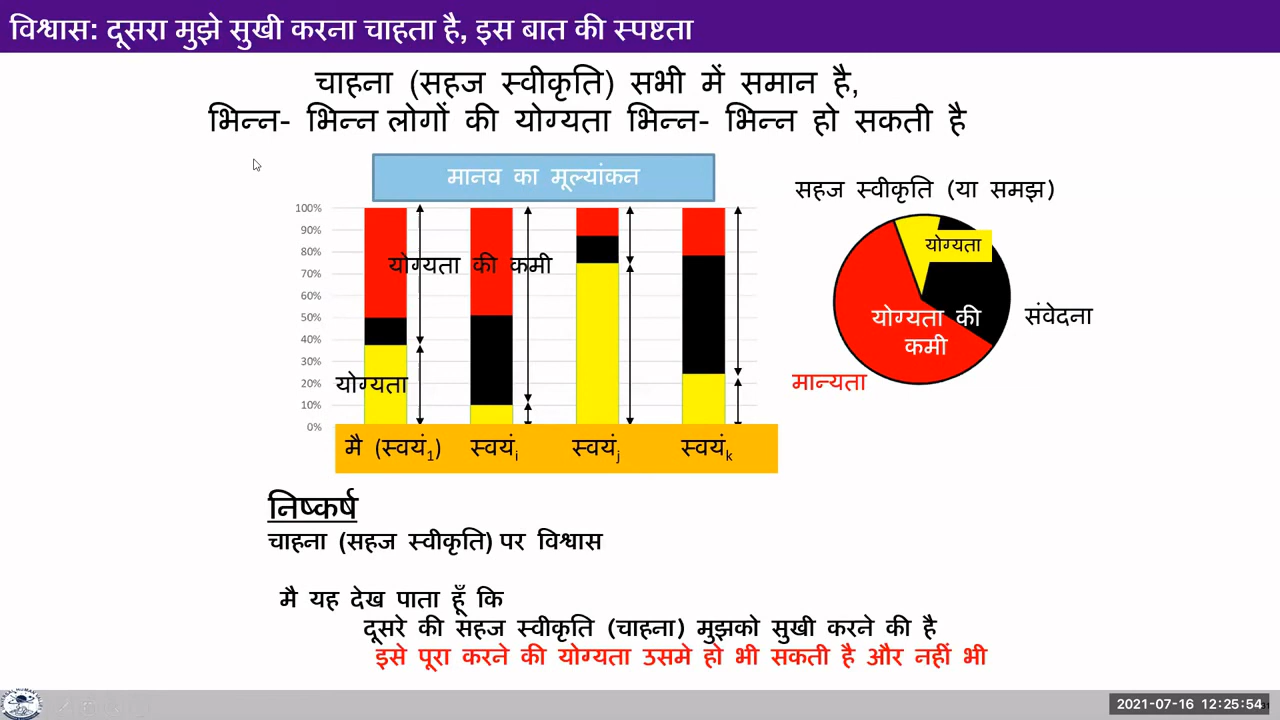 विश्वास: दूसरा मुझे सुखी करना चाहता है, इस बात की स्पष्टता
चाहना (सहज स्वीकृति) सभी में समान है,
भिन्न- भिन्न लोगों की योग्यता भिन्न- भिन्न हो सकती है
मानव का मूल्यांकन
100%
90%
80%
70%
60%
50%
40%
30%
20%
10%
0%
योग्यता की कमी
योग्यता
मै (स्वयं1) स्वयंi स्वयंj स्वयंk
सहज स्वीकृति (या समझ)
योग्यता
योग्यता की
कमी
संवेदना
मान्यता
निष्कर्ष
चाहना (सहज स्वीकृति) पर विश्वास
मै यह देख पाता हूँ कि
दूसरे की सहज स्वीकृति (चाहना) मुझको सुखी करने की है
इसे पूरा करने की योग्यता उसमे हो भी सकती है और नहीं भी
2021-07-16 12:25:54